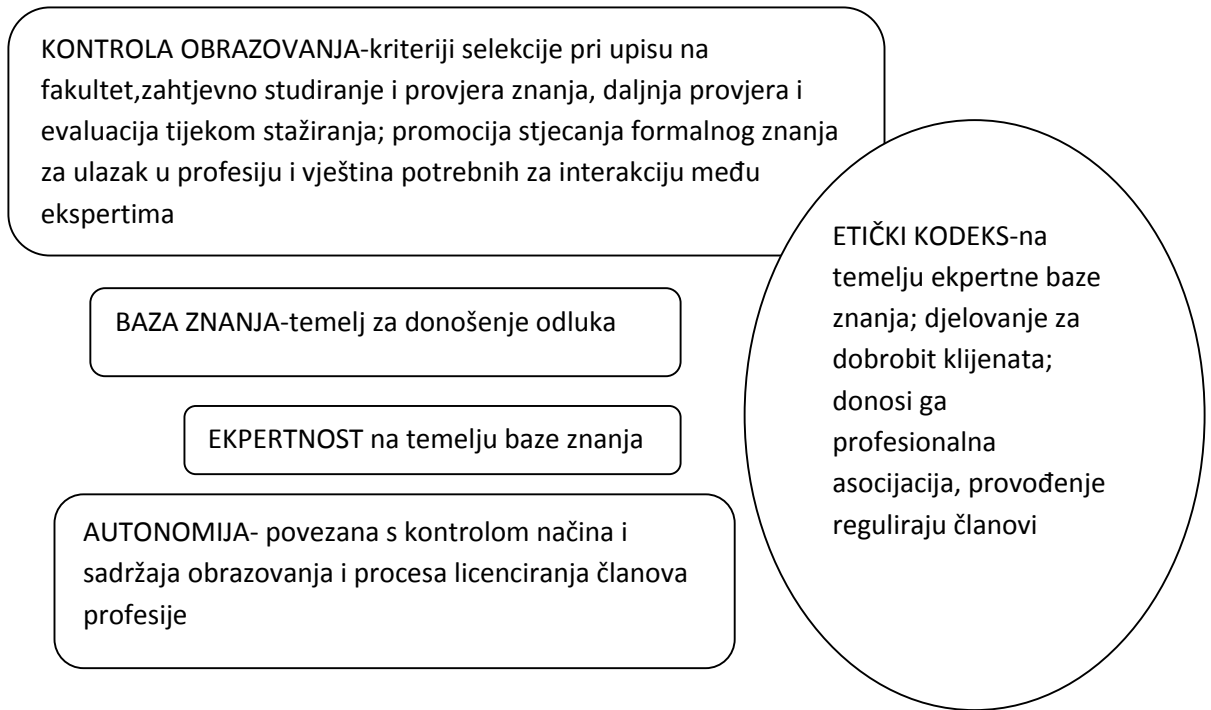 KONTROLA OBRAZOVANJA-kriteriji selekcije pri upisu na
fakultet,zahtjevno studiranje i provjera znanja, daljnja provjera i
evaluacija tijekom stažiranja; promocija stjecanja formalnog znanja
za ulazak u profesiju i vještina potrebnih za interakciju među
ekspertima
BAZA ZNANJA-temelj za donošenje odluka
EKPERTNOST na temelju baze znanja
AUTONOMIJA- povezana s kontrolom načina i
sadržaja obrazovanja i procesa licenciranja članova
profesije
ETIČKI KODEKS-na
temelju ekpertne baze
znanja; djelovanje za
dobrobit klijenata;
donosi ga
profesionalna
asocijacija, provođenje
reguliraju članovi